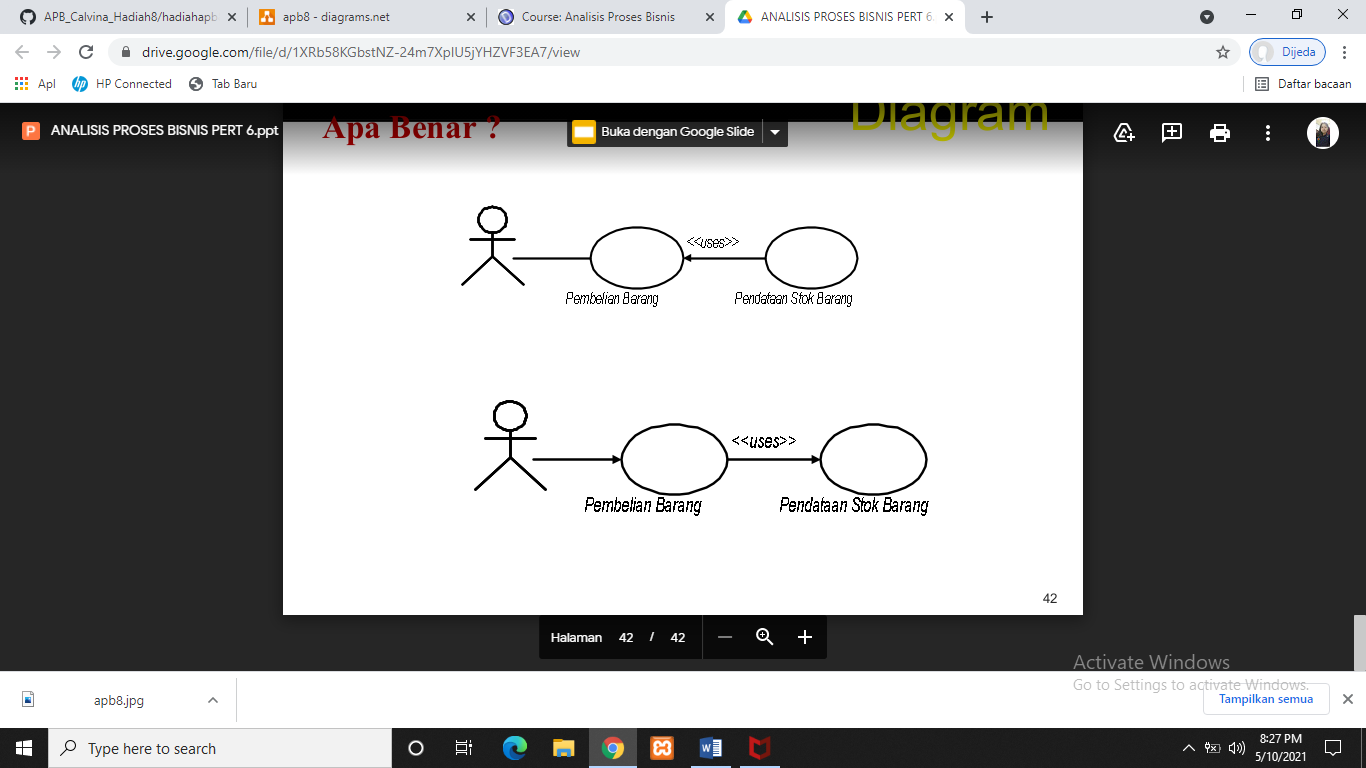 APB_Calvina_Hadiah8/hadiahapb
apb8 - diagrams.net
Course: Analisis Proses Bisnis
ANALISIS PROSES BISNIS PERT 6.
drive.google.com/file/d/1XRb58KGbstNZ-24m7XplU5jYHZVF3EA7/view
Dijeda
Apl
HP Connected
Tab Baru
Daftar bacaan
Diagram
ANALISIS PROSES BISNIS PERT 6.ppt
Apa Benar ?
Buka dengan Google Slide
<<uses>>
Pembelian Barang
Pendataan Stok Barang
<<uses>>
Pembelian Barang
Pendataan Stok Barang
42
Halaman 42 / 42
Activate Windows
Go to Settings to activate Windows.
apb8.jpg
Tampilkan semua
Type here to search
8:27 PM
5/10/2021